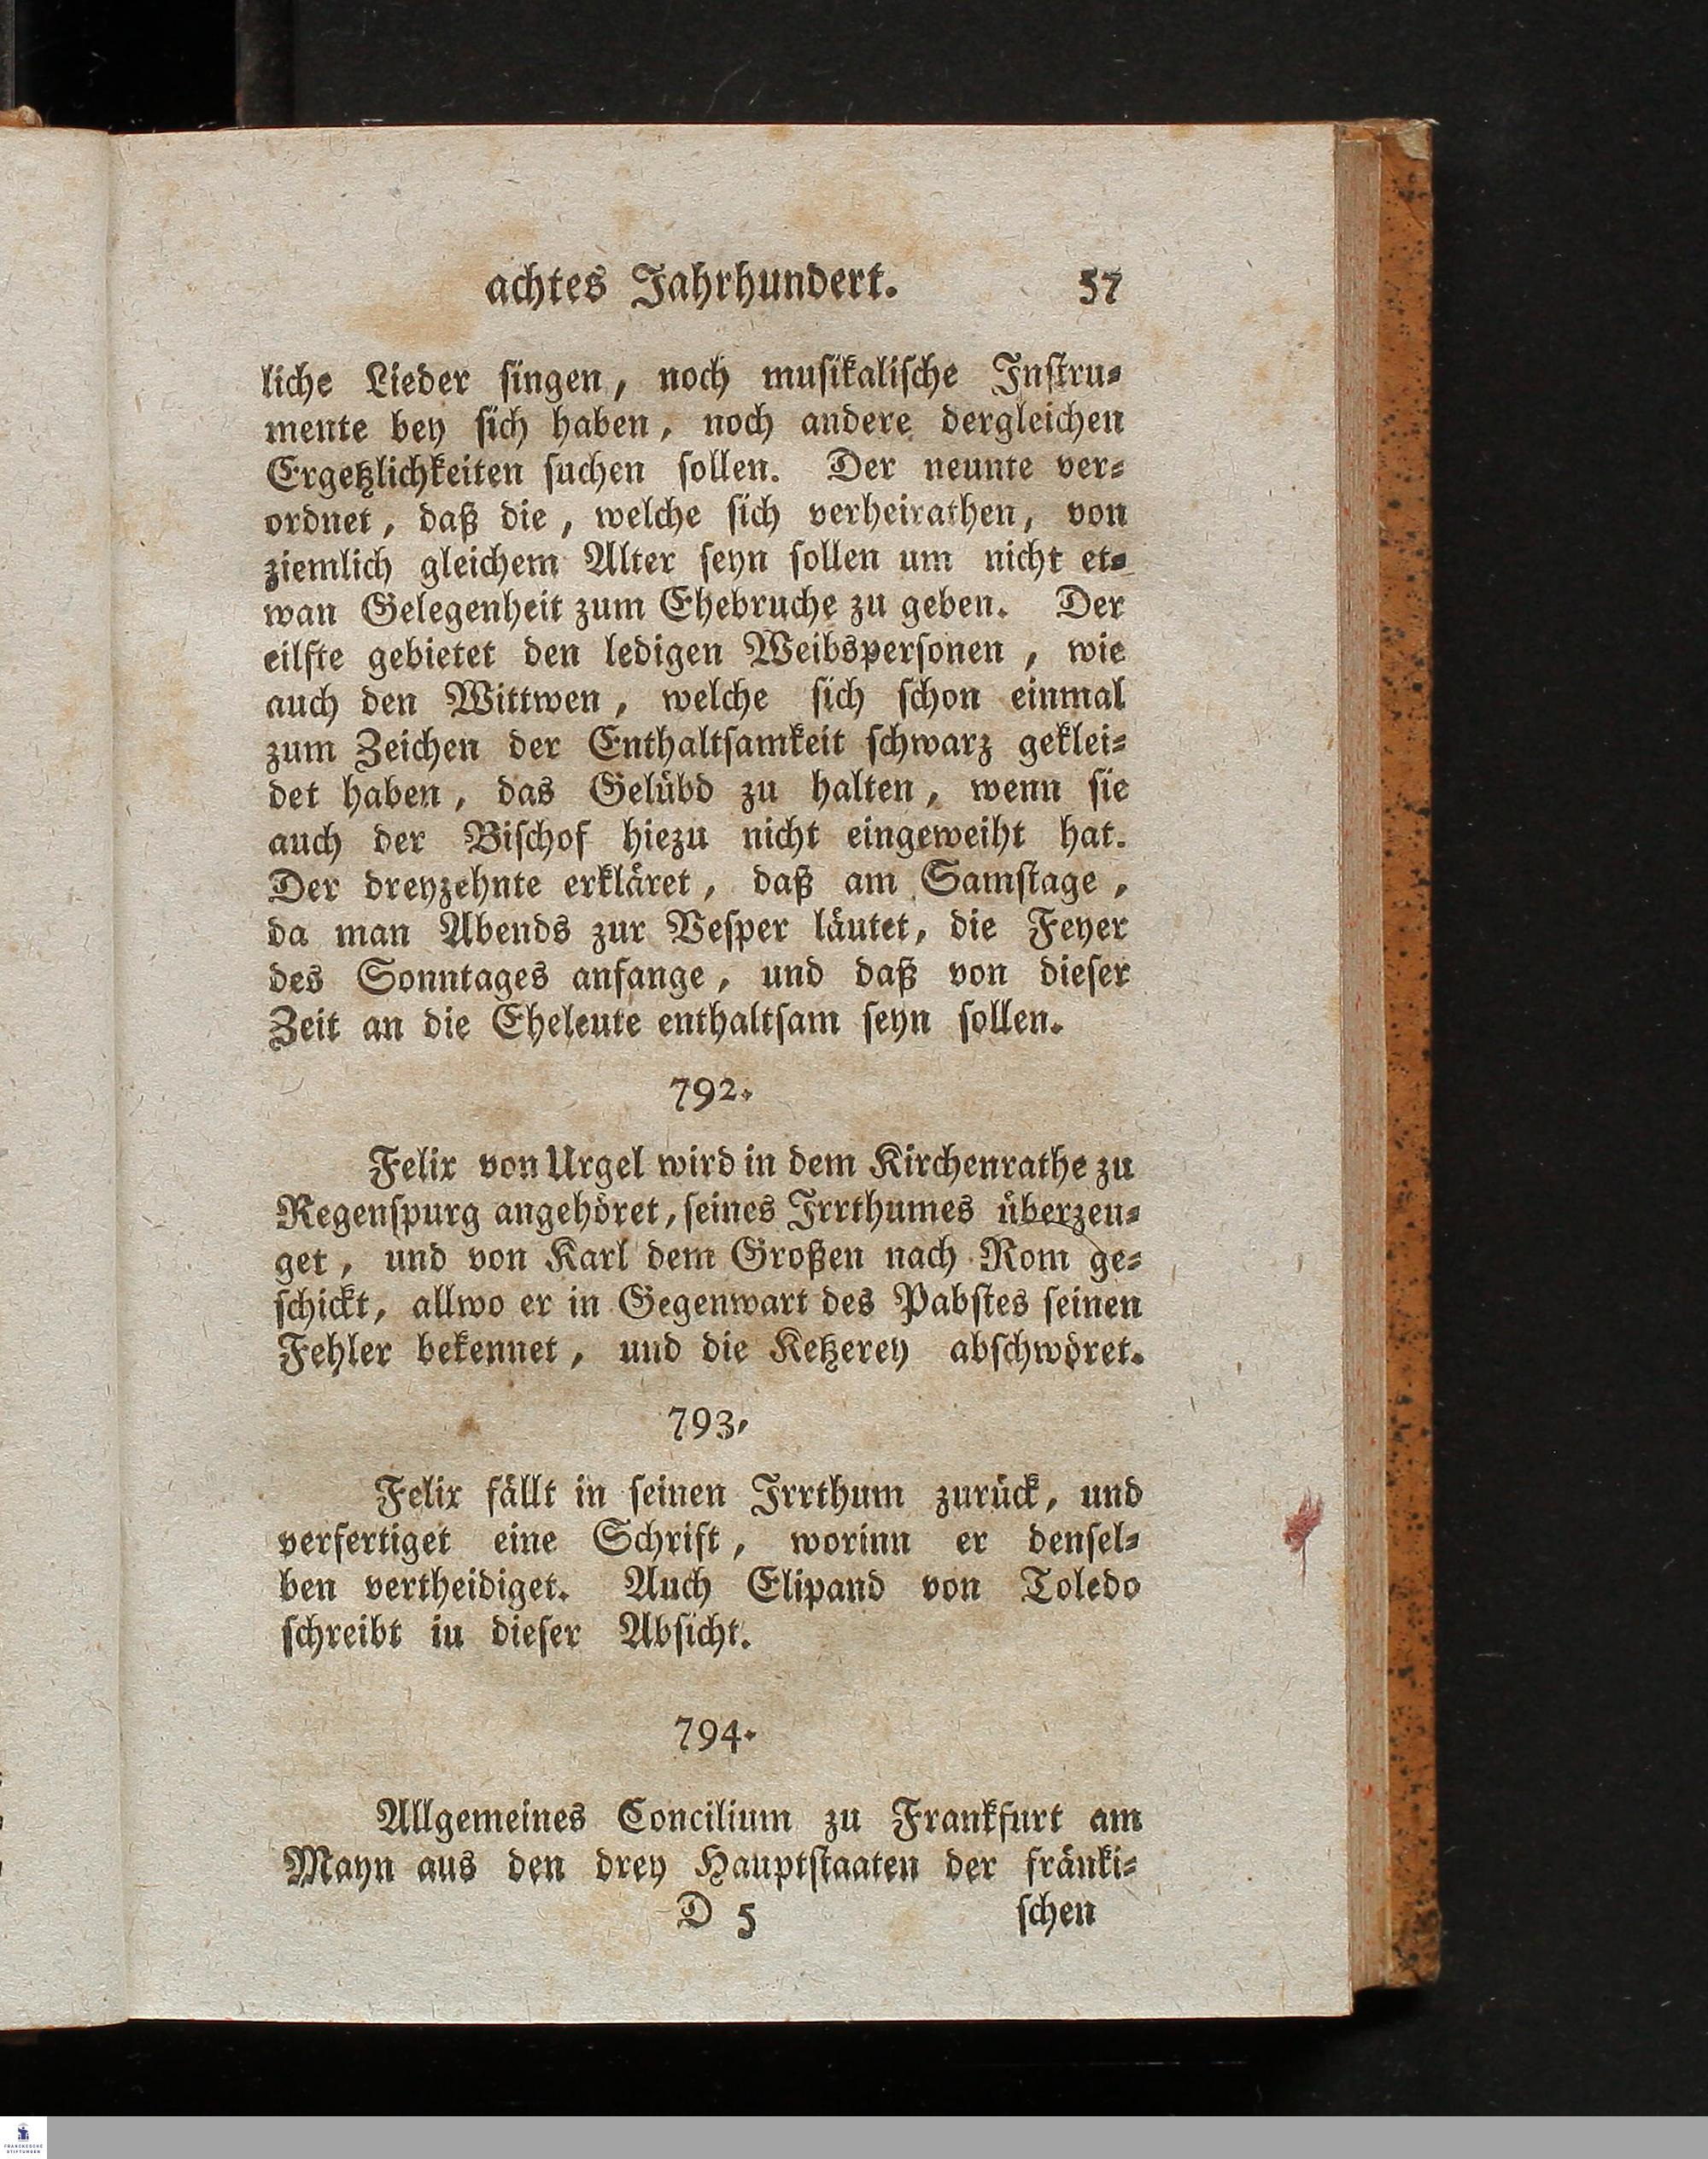 achtes Jahrhundert. 57
liche Lieder singen, noch musikalische Instru-
mente bey sich haben, noch andere dergleichen
Ergetzlichkeiten suchen sollen. Der neunte ver-
ordnet, daß die, welche sich verheirathen, von
ziemlich gleichem Alter seyn sollen um nicht et-
wan Gelegenheit zum Ehebruche zu geben. Der
eilfte gebietet den ledigen Weibspersonen, wie
auch den Wittwen, welche sich schon einmal
zum Zeichen der Enthaltsamkeit schwarz geklei-
det haben, das Gelübd zu halten, wenn sie
auch der Bischof hiezu nicht eingeweiht hat.
Der dreyzehnte erkläret, daß am Samstage,
da man Abends zur Vesper läutet, die Feyer
des Sonntages anfange, und daß von dieser
Zeit an die Eheleute enthaltsam seyn sollen.
792.
Felix von Urgel wird in dem Kirchenrathe zu
Regenspurg angehöret, seines Irrthumes überzeu-
get, und von Karl dem Großen nach Rom ge-
schickt, allwo er in Gegenwart des Pabstes seinen
Fehler bekennet, und die Ketzerey abschwöret.
793.
Felix fällt in seinen Irrthum zurück, und
verfertiget eine Schrift, worinn er densel-
ben vertheidiget. Auch Elipand von Toledo
schreibt in dieser Absicht.
794.
Allgemeines Concilium zu Frankfurt am
Mayn aus den drey Hauptstaaten der fränki-
D 5 schen
FRANCKESCHE
STIFTUNGEN